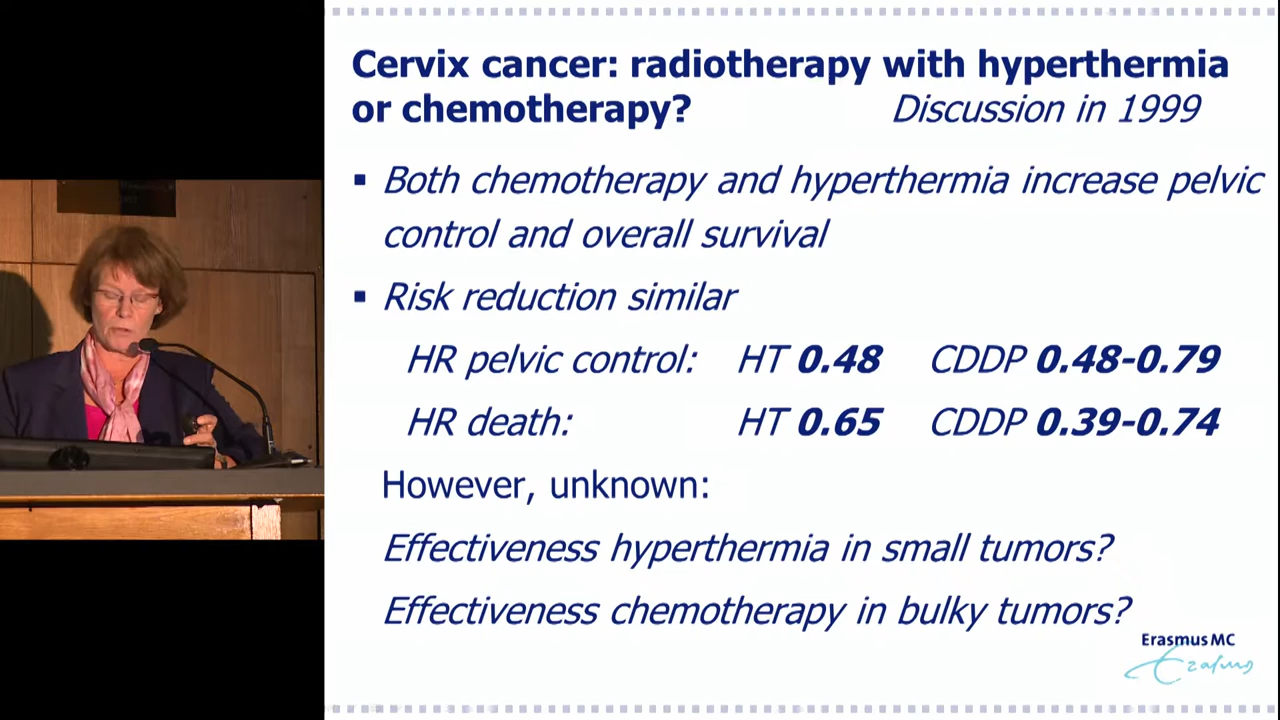 Cervix cancer: radiotherapy with hyperthermia
or chemotherapy? Discussion in 1999
▪ Both chemotherapy and hyperthermia increase pelvic
control and overall survival
▪ Risk reduction similar
HR pelvic control: HT 0.48 CDDP 0.48-0.79
HR death: HT 0.65 CDDP 0.39-0.74
However, unknown:
Effectiveness hyperthermia in small tumors?
Effectiveness chemotherapy in bulky tumors?
Erasmus MC
Erasmus